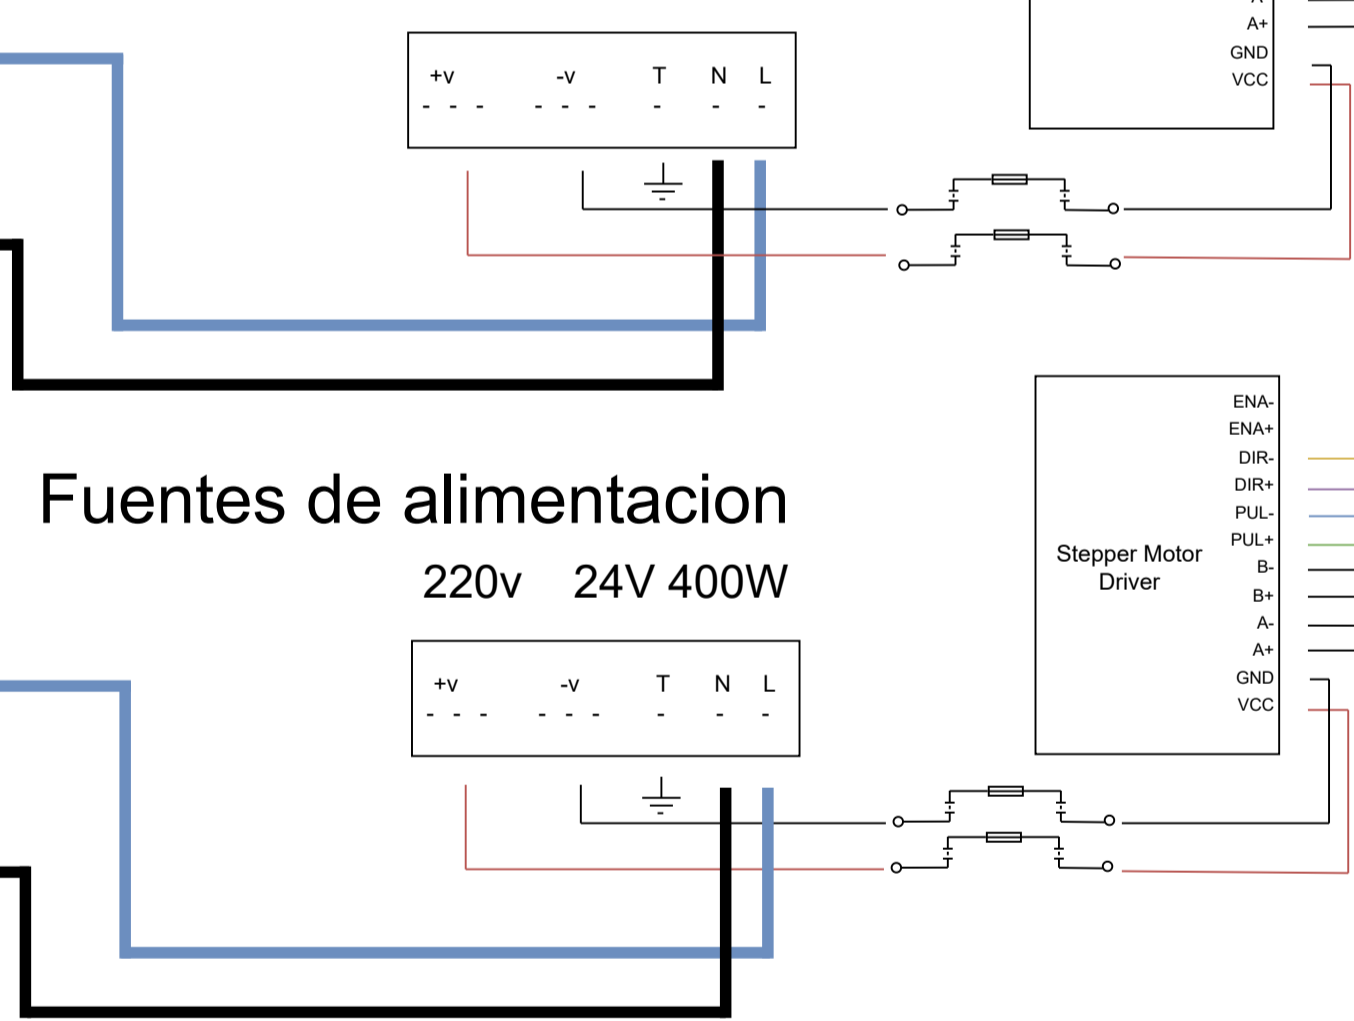 A-
A+
GND
VCC
+v -v T N L
- - - - - - - - -
ENA-
ENA+
DIR-
DIR+
PUL-
PUL+
B-
B+
A-
A+
GND
VCC
Stepper Motor
Driver
Fuentes de alimentacion
220v 24V 400W
+v -v T N L
- - - - - - - - -